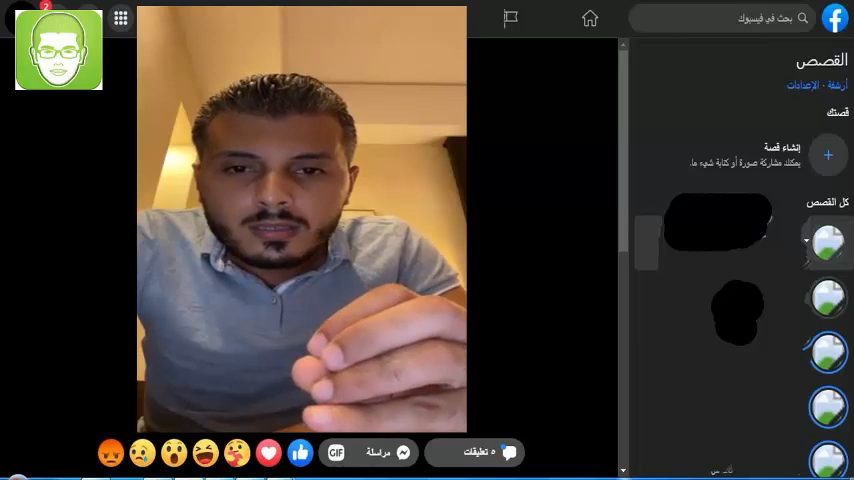 2
بحث في فيسبوك
القصص
أرشفة · الإعدادات
قصتك
إنشاء قصة
يمكنك مشاركة صورة أو كتابة شيء ما.
كل القصص
GIF
مراسلة
٥ تعليقات